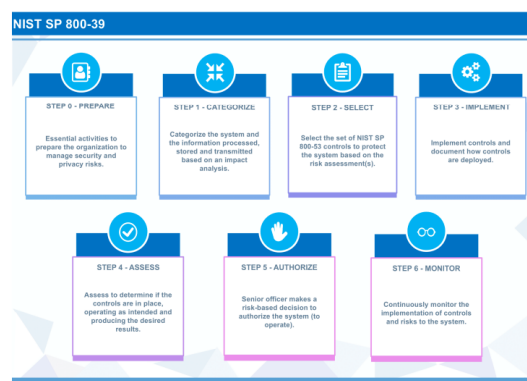 NIST SP 800-39
STEP 0 - PREPARE
Essential activities to
prepare the organization to
manage security and
privacy risks.
STEP 1 - CATEGORIZE
Categorize the system and
the information processed,
stored and transmitted
based on an impact
analysis.
STEP 2 - SELECT
Select the set of NIST SP
800-53 controls to protect
the system based on the
risk assessment(s).
STEP 3 - IMPLEMENT
Implement controls and
document how controls
are deployed.
STEP 4 - ASSESS
Assess to determine if the
controls are in place,
operating as intended and
producing the desired
results.
STEP 5 - AUTHORIZE
Senior officer makes a
risk-based decision to
authorize the system (to
operate).
STEP 6 - MONITOR
Continuously monitor the
implementation of controls
and risks to the system.